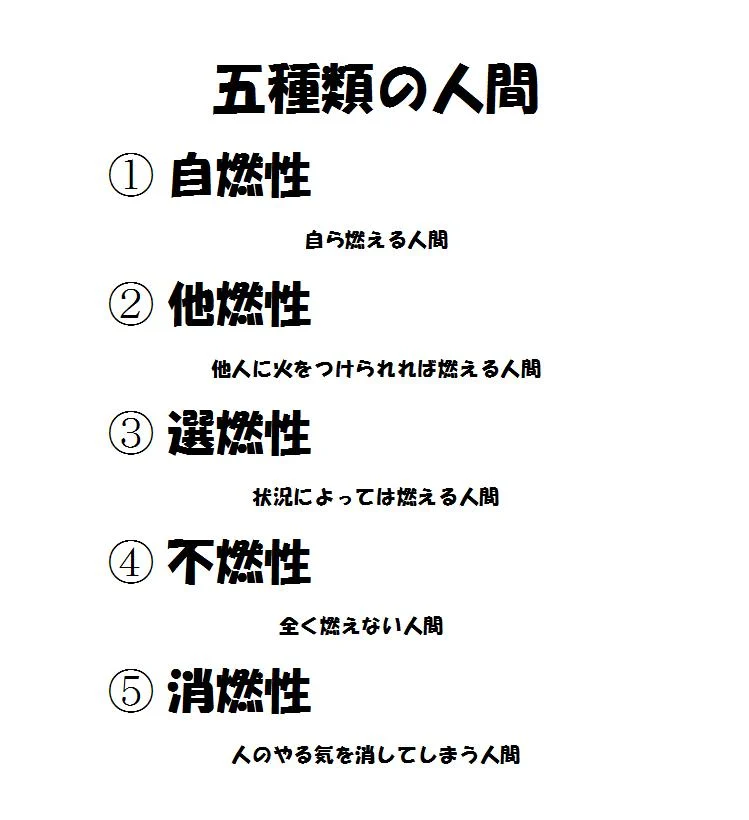 五種類の人間
① 自燃性
自ら燃える人間
② 他燃性
他人に火をつけられれば燃える人間
③ 選燃性
状況によっては燃える人間
④ 不燃性
全く燃えない人間
⑤ 消燃性
人のやる気を消してしまう人間